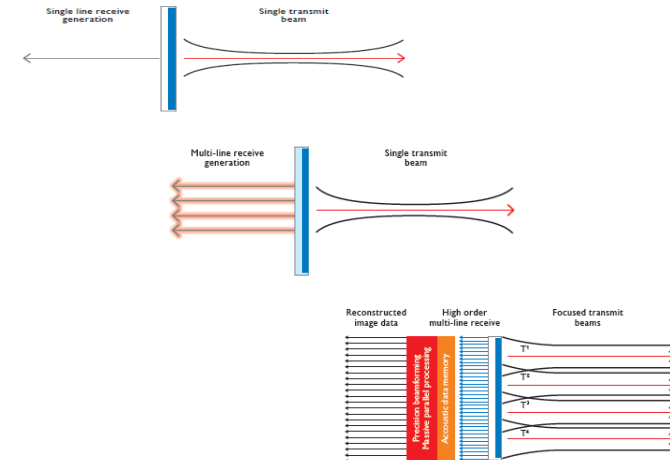 Single line receive
generation
Single transmit
beam
Multi-line receive
generation
Single transmit
beam
Reconstructed
image data
High order
multi-line receive
Focused transmit
beams
Precision beamforming
Massive parallel processing
Accoustic data memory
T¹
T²
T³
T⁴